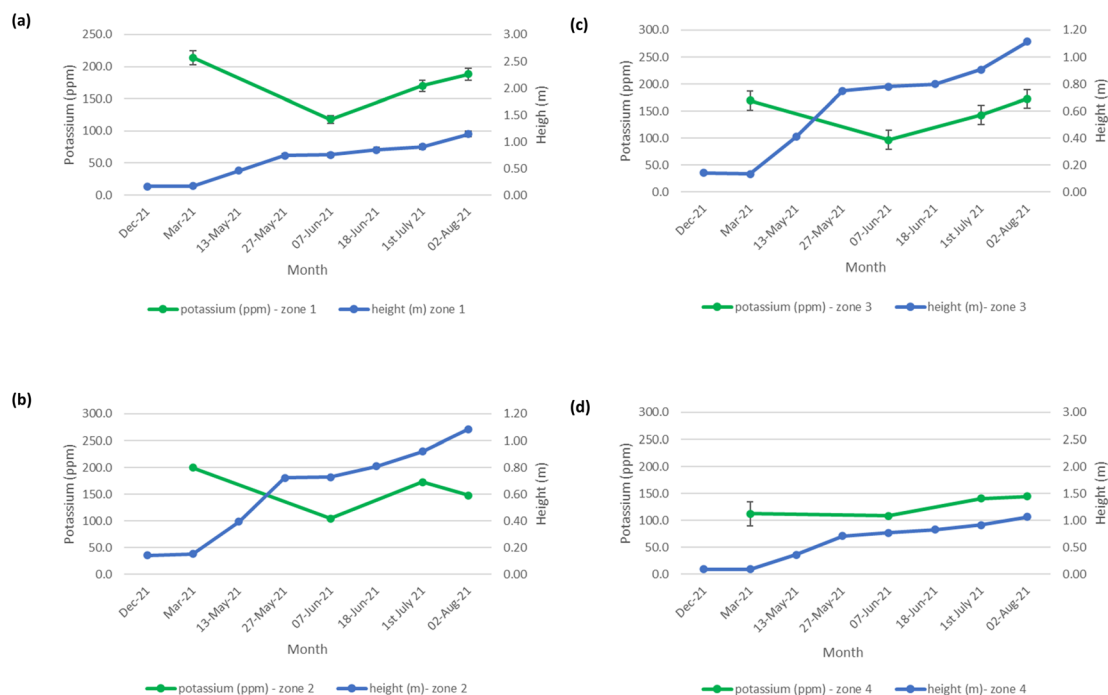 (a)
250.0
200.0
150.0
100.0
50.0
0.0
Potassium (ppm)
3.00
2.50
2.00
1.50
1.00
0.50
0.00
Heigh (m)
Dec-21
Mar-21
13-May-21
27-May-21
07-Jun-21
18-Jun-21
1st July 21
02-Aug-21
Month
potassium (ppm) - zone 1
height (m) zone 1
(c)
300.0
250.0
200.0
150.0
100.0
50.0
0.0
Potassium (ppm)
1.20
1.00
0.80
0.60
0.40
0.20
0.00
Height (m)
Dec-21
Mar-21
13-May-21
27-May-21
07-Jun-21
18-Jun-21
1st July 21
02-Aug-21
Month
potassium (ppm) - zone 3
height (m)- zone 3
(b)
300.0
250.0
200.0
150.0
100.0
50.0
0.0
Potassium (ppm)
1.20
1.00
0.80
0.60
0.40
0.20
0.00
Height (m)
Dec-21
Mar-21
13-May-21
27-May-21
07-Jun-21
18-Jun-21
1st July 21
02-Aug-21
Month
potassium (ppm) - zone 2
height (m)- zone 2
(d)
300.0
250.0
200.0
150.0
100.0
50.0
0.0
Potassium (ppm)
3.00
2.50
2.00
1.50
1.00
0.50
0.00
Height (m)
Dec-21
Mar-21
13-May-21
27-May-21
07-Jun-21
18-Jun-21
1st July 21
02-Aug-21
Month
potassium (ppm) - zone 4
height (m)- zone 4